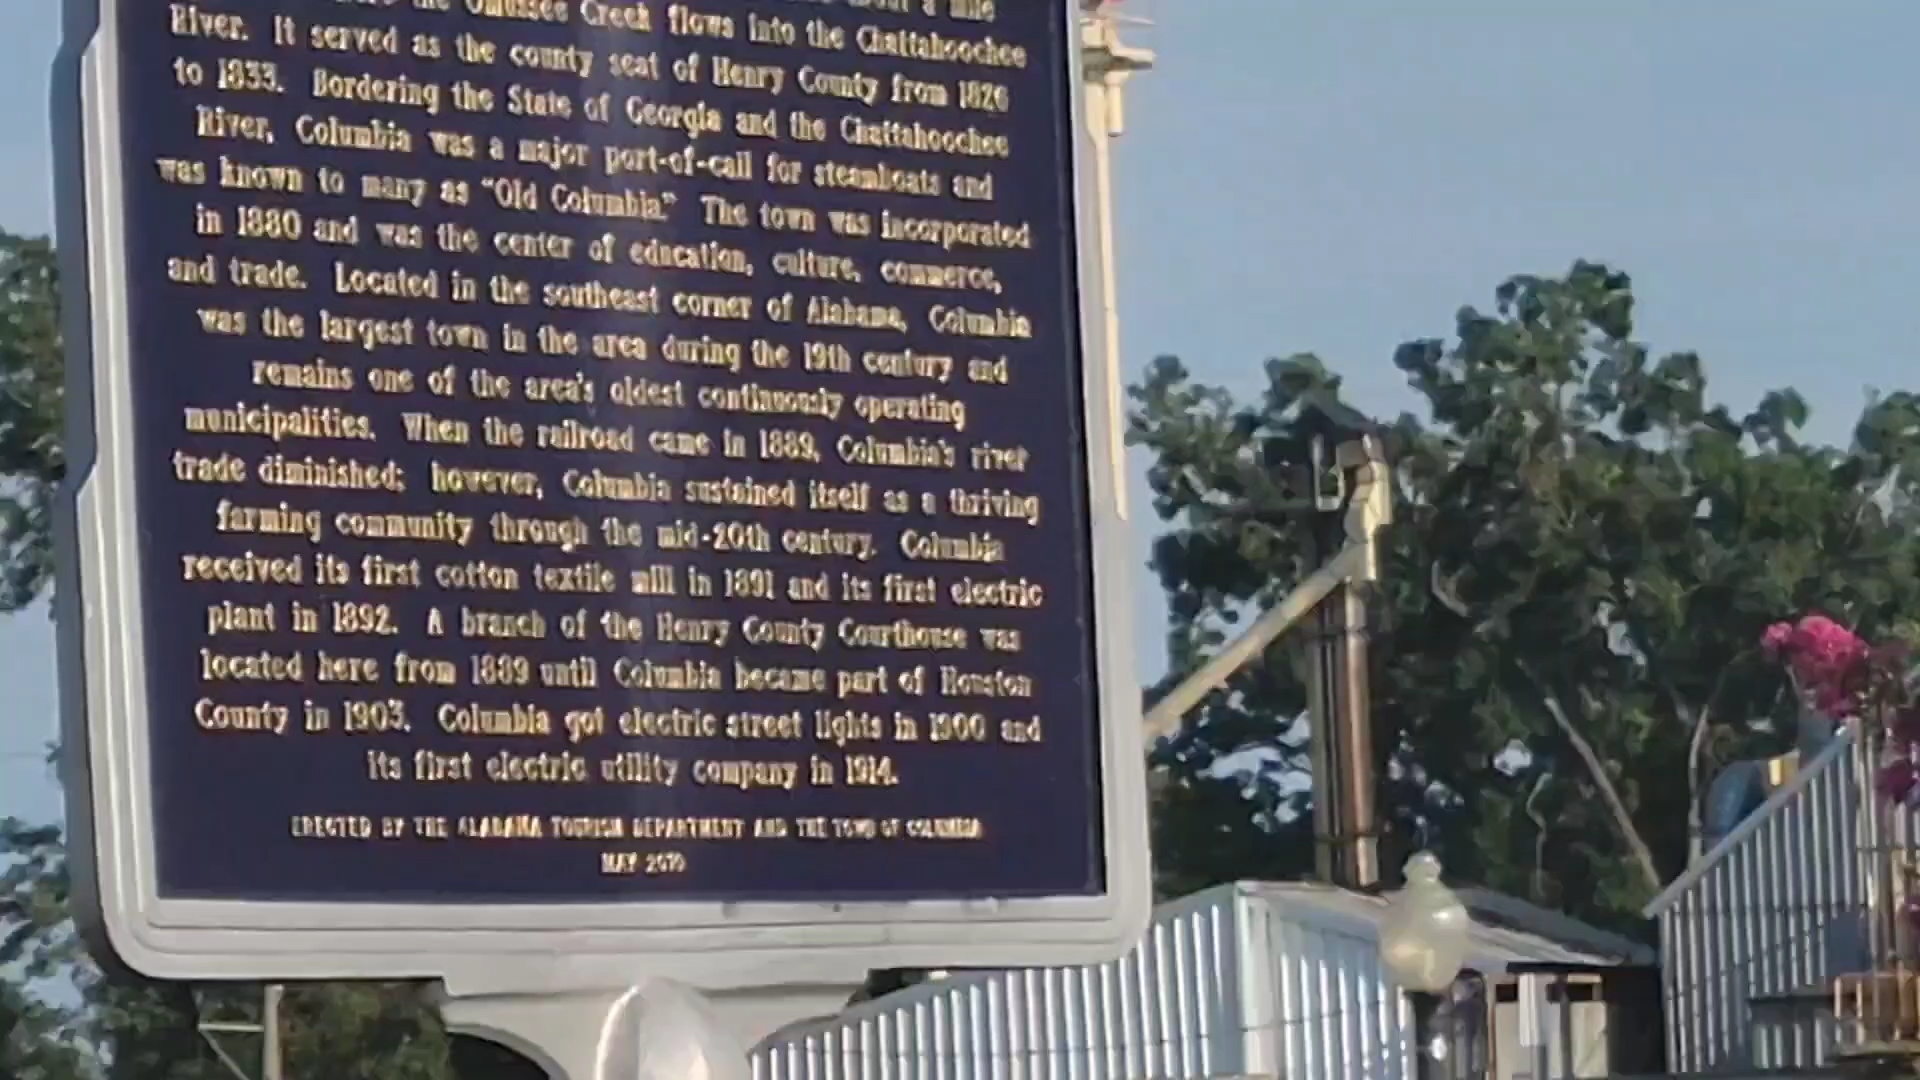 the Omussee Creek flows into the Chattahoochee
River. It served as the county seat of Henry County from 1826
to 1833. Bordering the State of Georgia and the Chattahoochee
River, Columbia was a major port-of-call for steamboats and
was known to many as "Old Columbia." The town was incorporated
in 1880 and was the center of education, culture, commerce,
and trade. Located in the southeast corner of Alabama, Columbia
was the largest town in the area during the 19th century and
remains one of the area's oldest continuously operating
municipalities. When the railroad came in 1889, Columbia's river
trade diminished; however, Columbia sustained itself as a thriving
farming community through the mid-20th century. Columbia
received its first cotton textile mill in 1891 and its first electric
plant in 1892. A branch of the Henry County Courthouse was
located here from 1889 until Columbia became part of Houston
County in 1903. Columbia got electric street lights in 1900 and
its first electric utility company in 1914.
ERECTED BY THE ALABAMA TOURISM DEPARTMENT AND THE TOWN OF COLUMBIA
MAY 2010